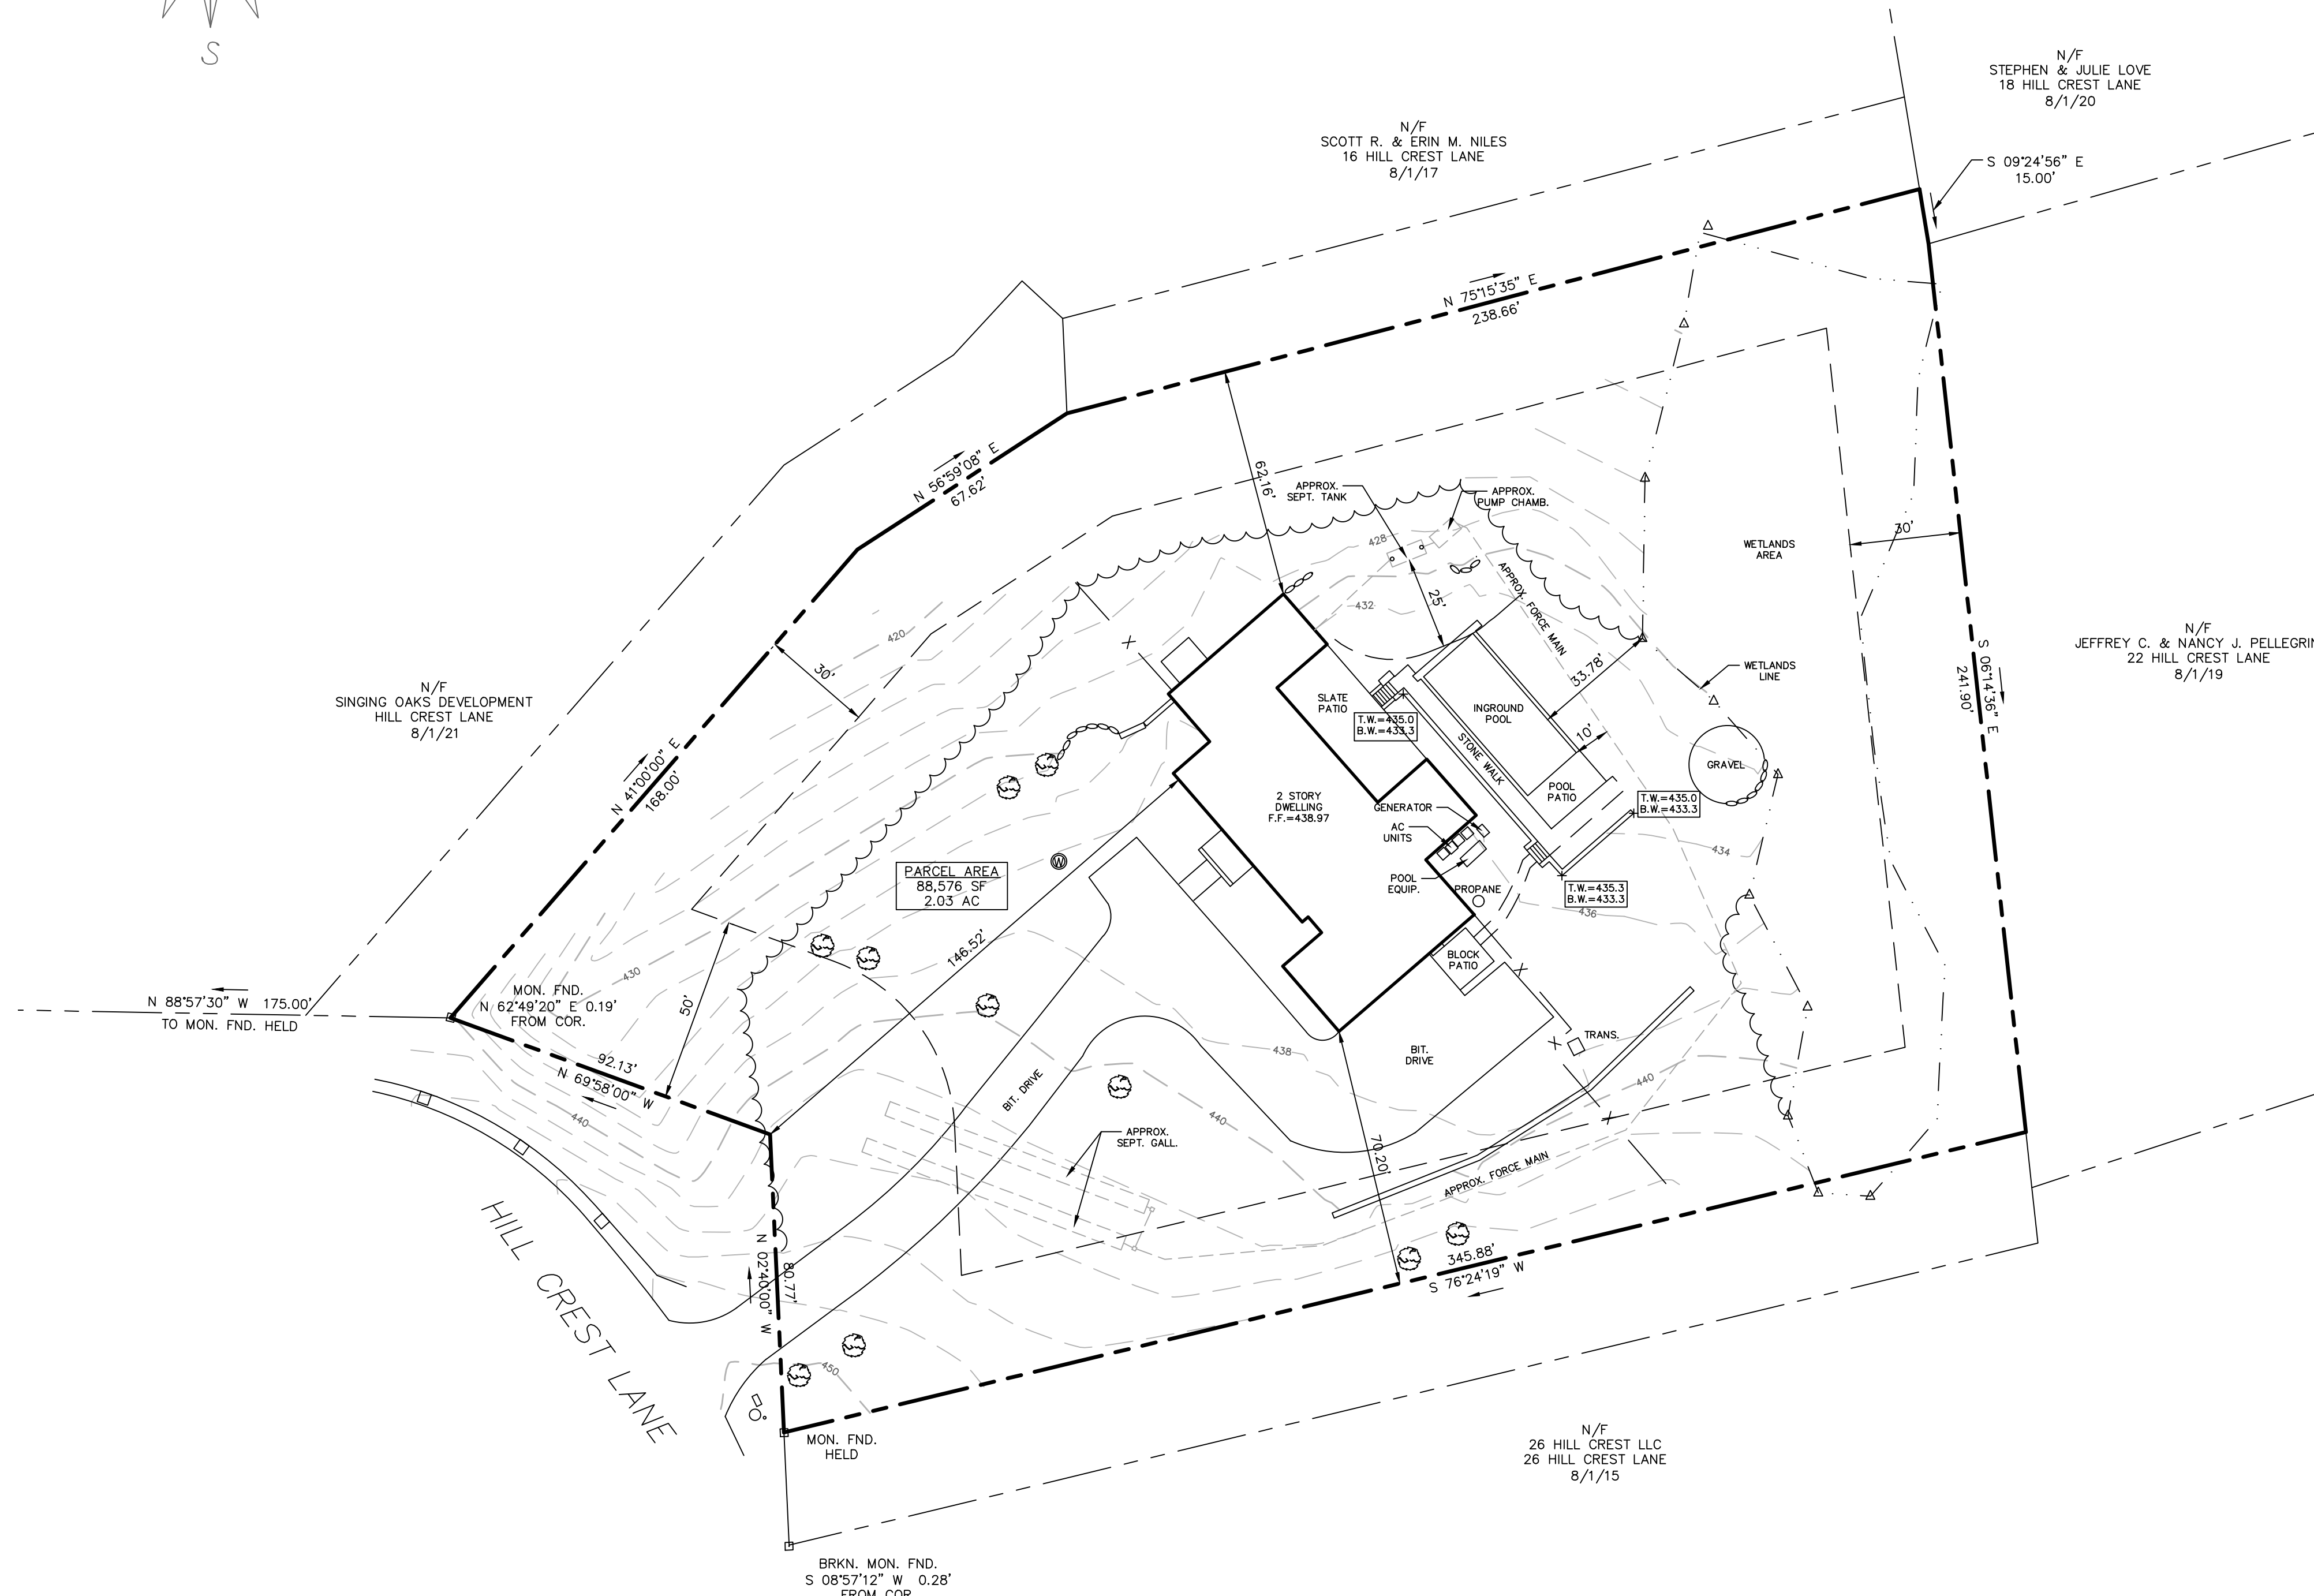 S
N/F
STEPHEN & JULIE LOVE
18 HILL CREST LANE
8/1/20
N/F
SCOTT R. & ERIN M. NILES
16 HILL CREST LANE
8/1/17
S 09°24'56" E
15.00'
N 75°15'35" E
238.66'
N 56°59'08" E
67.62'
62.16'
APPROX.
SEPT. TANK
APPROX.
PUMP CHAMB.
428
432
25'
APPROX. FORCE MAIN
WETLANDS
AREA
30'
N/F
JEFFREY C. & NANCY J. PELLEGRIN
22 HILL CREST LANE
8/1/19
S 06°14'36" E
241.90'
WETLANDS
LINE
33.78'
N/F
SINGING OAKS DEVELOPMENT
HILL CREST LANE
8/1/21
420
30'
N 41°00'00" E
168.00'
SLATE
PATIO
T.W.=435.0
B.W.=433.3
INGROUND
POOL
10'
STONE WALK
GRAVEL
POOL
PATIO
T.W.=435.0
B.W.=433.3
2 STORY
DWELLING
F.F.=438.97
GENERATOR
AC
UNITS
434
POOL
EQUIP.
PROPANE
T.W.=435.3
B.W.=433.3
436
W
PARCEL AREA
88,576 SF
2.03 AC
146.52'
BLOCK
PATIO
X
X
X
X
430
50'
N 88°57'30" W 175.00'
TO MON. FND. HELD
MON. FND.
N 62°49'20" E 0.19'
FROM COR.
92.13'
N 69°58'00" W
440
438
BIT.
DRIVE
TRANS.
440
BIT. DRIVE
440
APPROX.
SEPT. GALL.
70.20'
APPROX. FORCE MAIN
HILL CREST LANE
N 02°40'00" W
80.77'
345.88'
S 76°24'19" W
450
MON. FND.
HELD
N/F
26 HILL CREST LLC
26 HILL CREST LANE
8/1/15
BRKN. MON. FND.
S 08°57'12" W 0.28'
FROM COR.